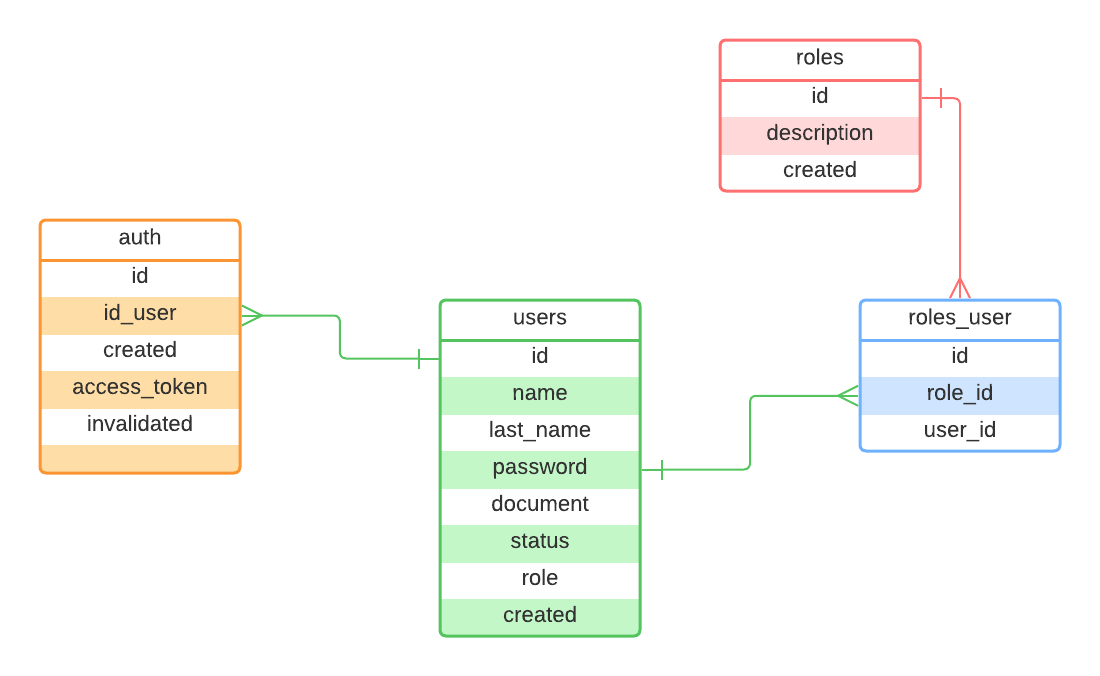 roles
id
description
created
auth
id
id_user
created
access_token
invalidated
users
id
name
last_name
password
document
status
role
created
roles_user
id
role_id
user_id